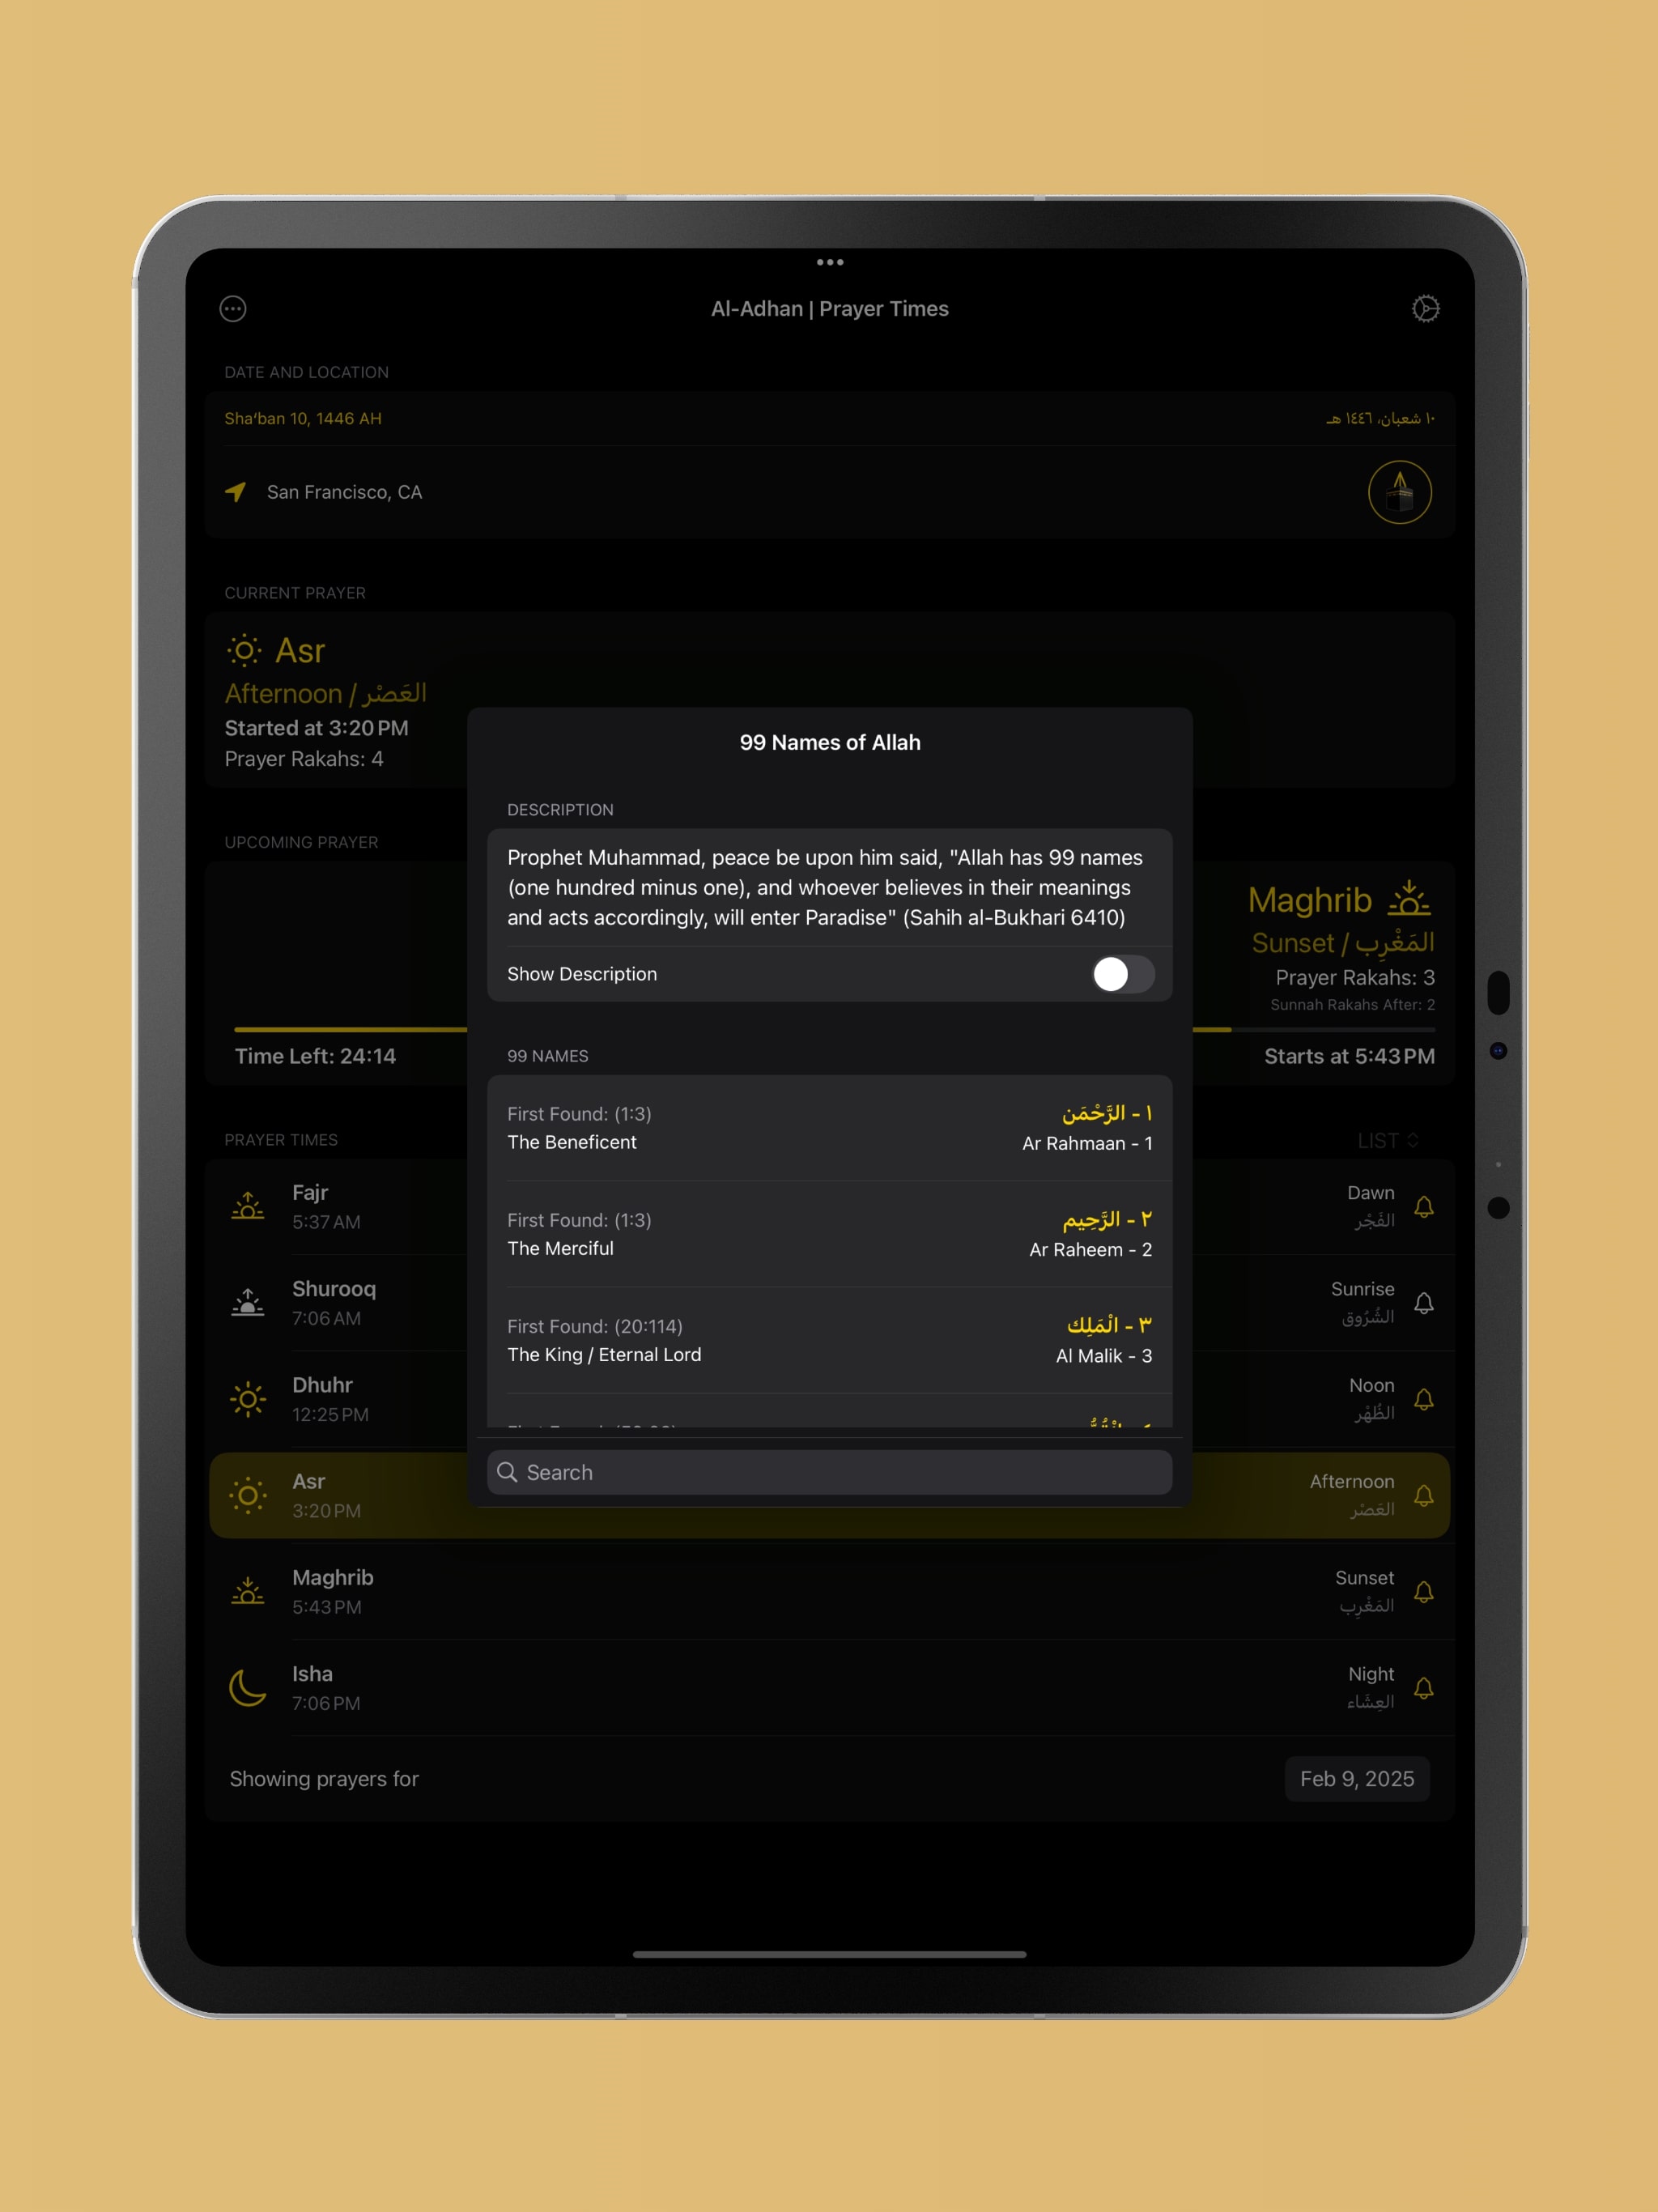 Al-Adhan | Prayer Times
DATE AND LOCATION
Shaʻban 10, 1446 AH
١٠ شعبان، ١٤٤٦ هـ
San Francisco, CA
CURRENT PRAYER
Asr
Afternoon / العَصْر
Started at 3:20 PM
Prayer Rakahs: 4
UPCOMING PRAYER
Maghrib
Sunset / المَغْرِب
Prayer Rakahs: 3
Sunnah Rakahs After: 2
Time Left: 24:14
Starts at 5:43 PM
99 Names of Allah
DESCRIPTION
Prophet Muhammad, peace be upon him said, "Allah has 99 names
(one hundred minus one), and whoever believes in their meanings
and acts accordingly, will enter Paradise" (Sahih al-Bukhari 6410)
Show Description
99 NAMES
First Found: (1:3)
١ - الرَّحْمَن
The Beneficent
Ar Rahmaan - 1
First Found: (1:3)
٢ - الرَّحِيم
The Merciful
Ar Raheem - 2
First Found: (20:114)
٣ - الْمَلِك
The King / Eternal Lord
Al Malik - 3
Search
PRAYER TIMES
LIST
Fajr
5:37 AM
Dawn
الفَجْر
Shurooq
7:06 AM
Sunrise
الشُرُوق
Dhuhr
12:25 PM
Noon
الظُهْر
Asr
3:20 PM
Afternoon
العَصْر
Maghrib
5:43 PM
Sunset
المَغْرِب
Isha
7:06 PM
Night
العِشَاء
Showing prayers for
Feb 9, 2025